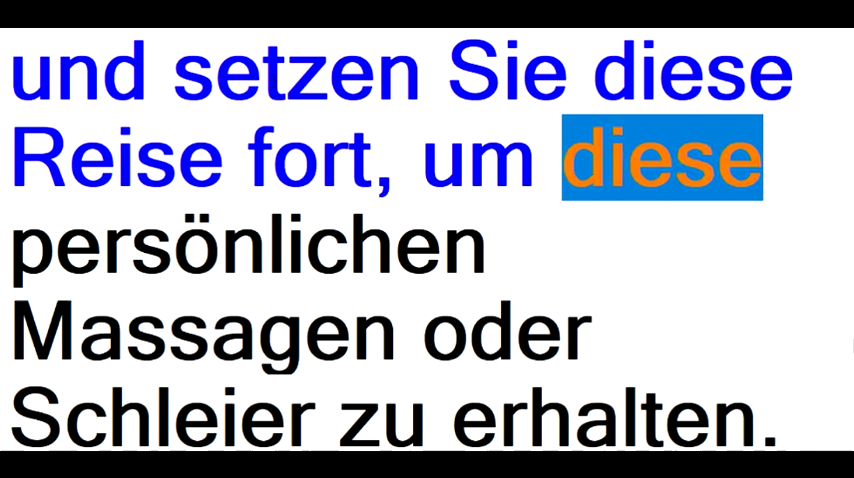 und setzen Sie diese
Reise fort, um diese
persönlichen
Massagen oder
Schleier zu erhalten.